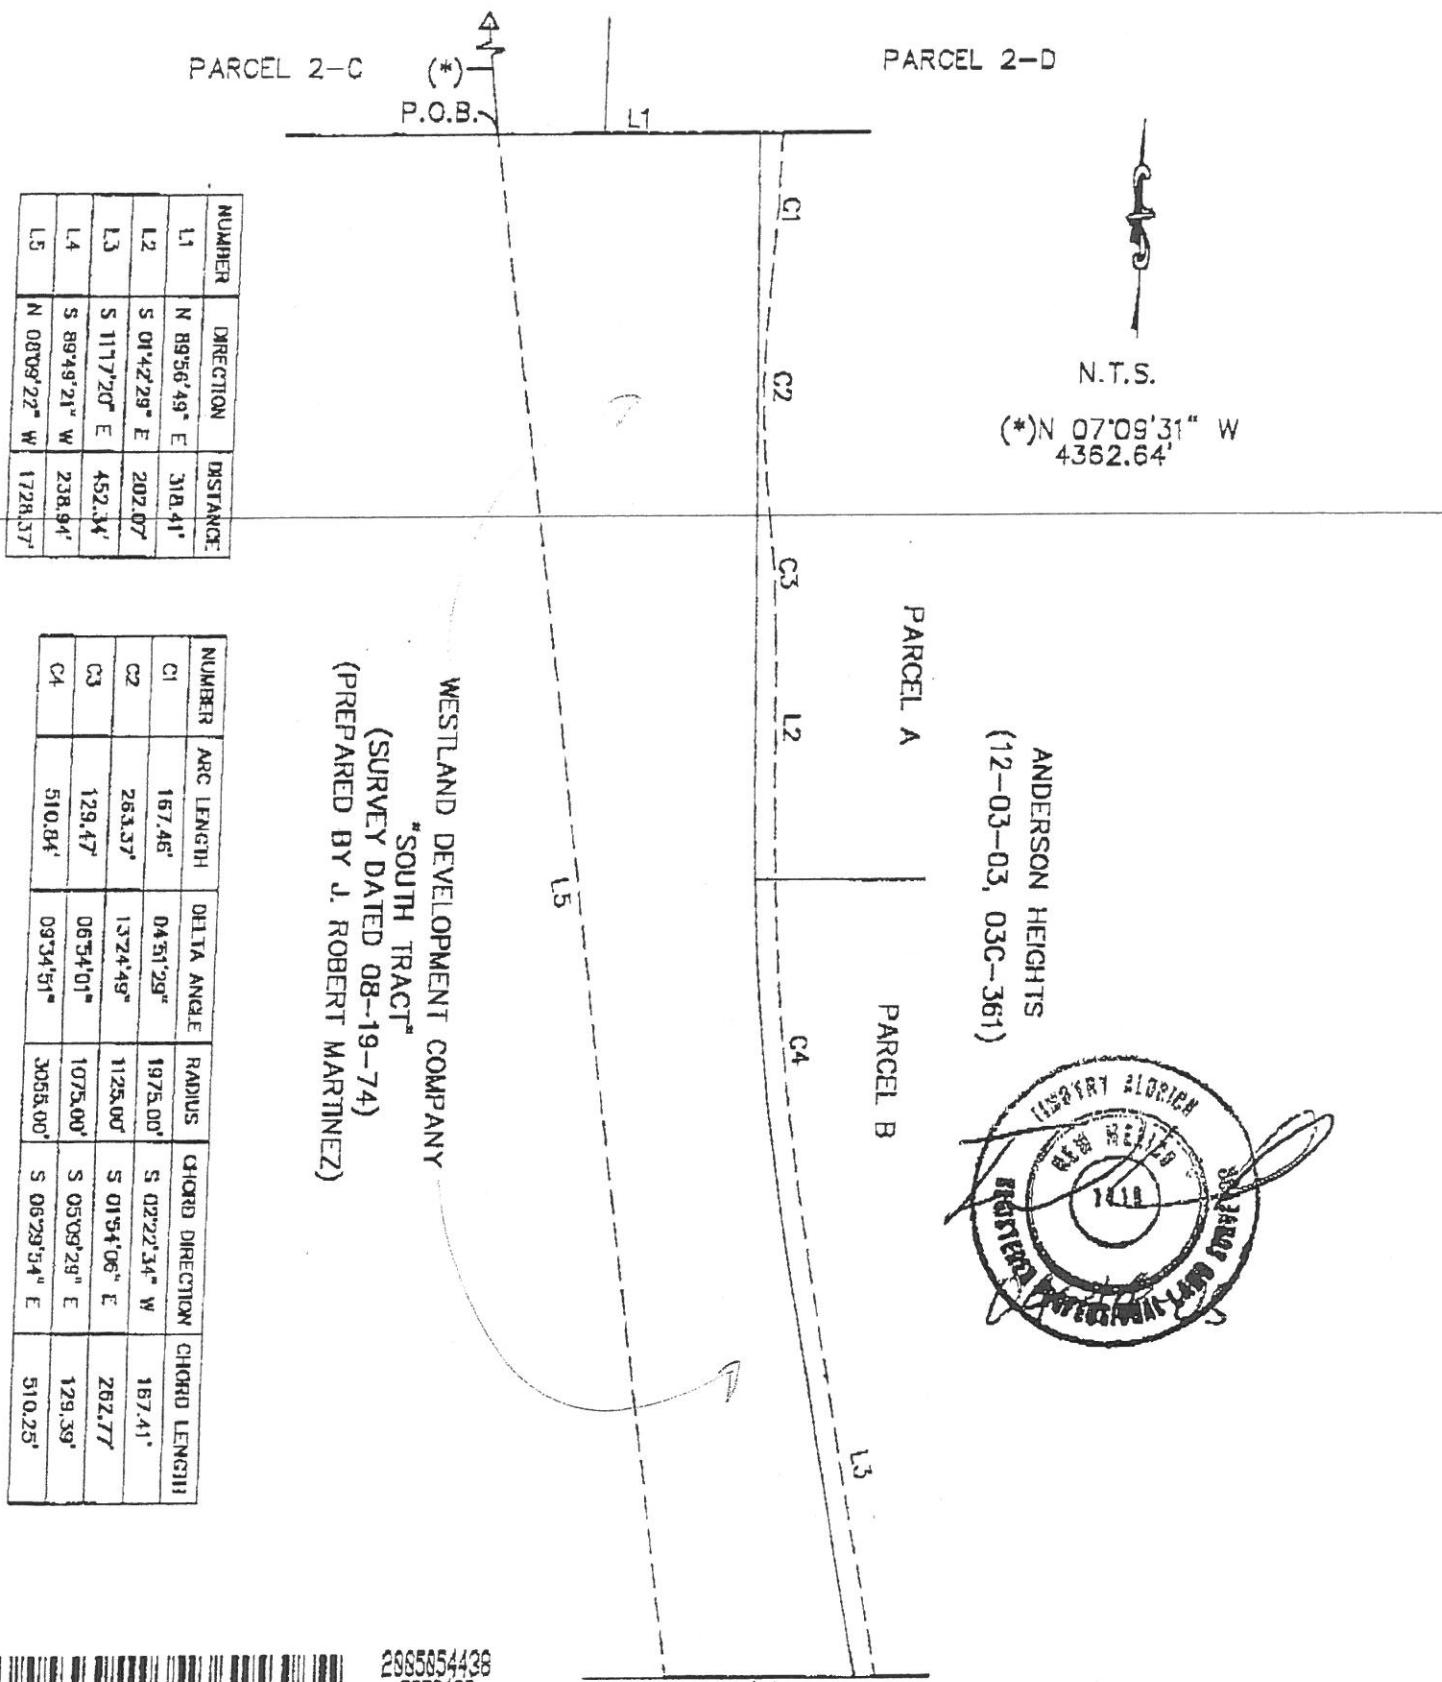 PARCEL 2-C
(*)
P.O.B.
L1
PARCEL 2-D
N.T.S.
(*)N 07°09'31" W
4362.64'
C1
C2
C3
L2
C4
L3
L5
PARCEL A
PARCEL B
ANDERSON HEIGHTS
(12-03-03, 03C-361)
WESTLAND DEVELOPMENT COMPANY
"SOUTH TRACT"
(SURVEY DATED 08-19-74)
(PREPARED BY J. ROBERT MARTINEZ)
NUMBER DIRECTION DISTANCE
L1 N 89°56'49" E 318.41'
L2 S 01°42'29" E 202.07'
L3 S 11°17'20" E 452.34'
L4 S 89°49'21" W 238.94'
L5 N 08°09'22" W 1728.37'
NUMBER ARC LENGTH DELTA ANGLE RADIUS CHORD DIRECTION CHORD LENGTH
C1 167.46' 04°51'29" 1975.00' S 02°22'34" W 167.41'
C2 263.37' 13°24'49" 1125.00' S 01°54'06" E 262.77'
C3 129.47' 06°54'01" 1075.00' S 05°09'29" E 129.39'
C4 510.84' 09°34'51" 3055.00' S 06°29'54" E 510.25'
TIMOTHY ALDRICH
NEW MEXICO
REGISTERED PROFESSIONAL LAND SURVEYOR
2005054438